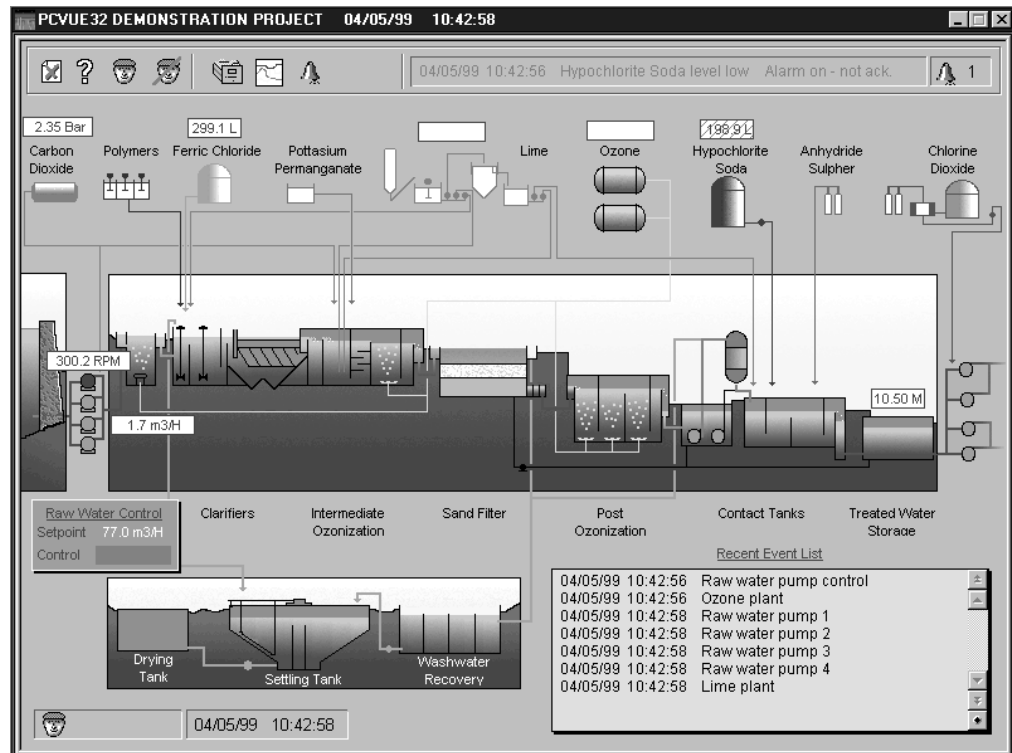 PCVUE32 DEMONSTRATION PROJECT 04/05/99 10:42:58
04/05/99 10:42:56 Hypochlorite Soda level low Alarm on - not ack. 1
2.35 Bar
299.1 L
198.9 L
Carbon
Dioxide
Polymers
Ferric Chloride
Pottasium
Permanganate
Lime
Ozone
Hypochlorite
Soda
Anhydride
Sulpher
Chlorine
Dioxide
300.2 RPM
1.7 m3/H
10.50 M
Raw Water Control
Setpoint 77.0 m3/H
Control
Clarifiers
Intermediate
Ozonization
Sand Filter
Post
Ozonization
Contact Tanks
Treated Water
Storage
Recent Event List
04/05/99 10:42:56 Raw water pump control
04/05/99 10:42:56 Ozone plant
04/05/99 10:42:58 Raw water pump 1
04/05/99 10:42:58 Raw water pump 2
04/05/99 10:42:58 Raw water pump 3
04/05/99 10:42:58 Raw water pump 4
04/05/99 10:42:58 Lime plant
Drying
Tank
Settling Tank
Washwater
Recovery
04/05/99 10:42:58